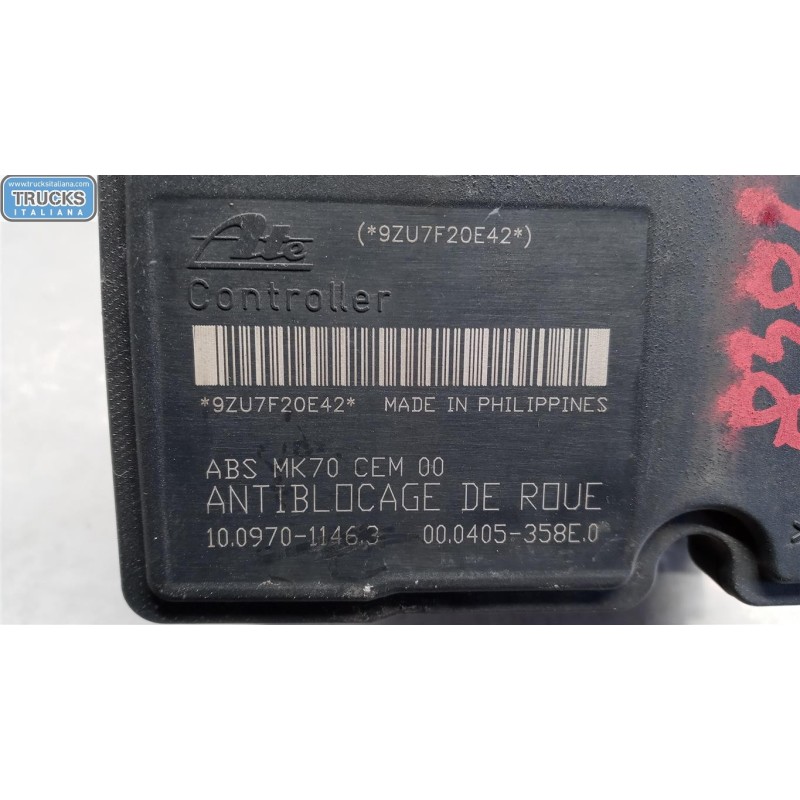 www.trucksitaliana.com
TRUCKS
ITALIANA
Ate
(*9ZU7F20E42*)
Controller
*9ZU7F20E42* MADE IN PHILIPPINES
ABS MK70 CEM 00
ANTIBLOCAGE DE ROUE
10.0970-1146.3 00.0405-358E.0